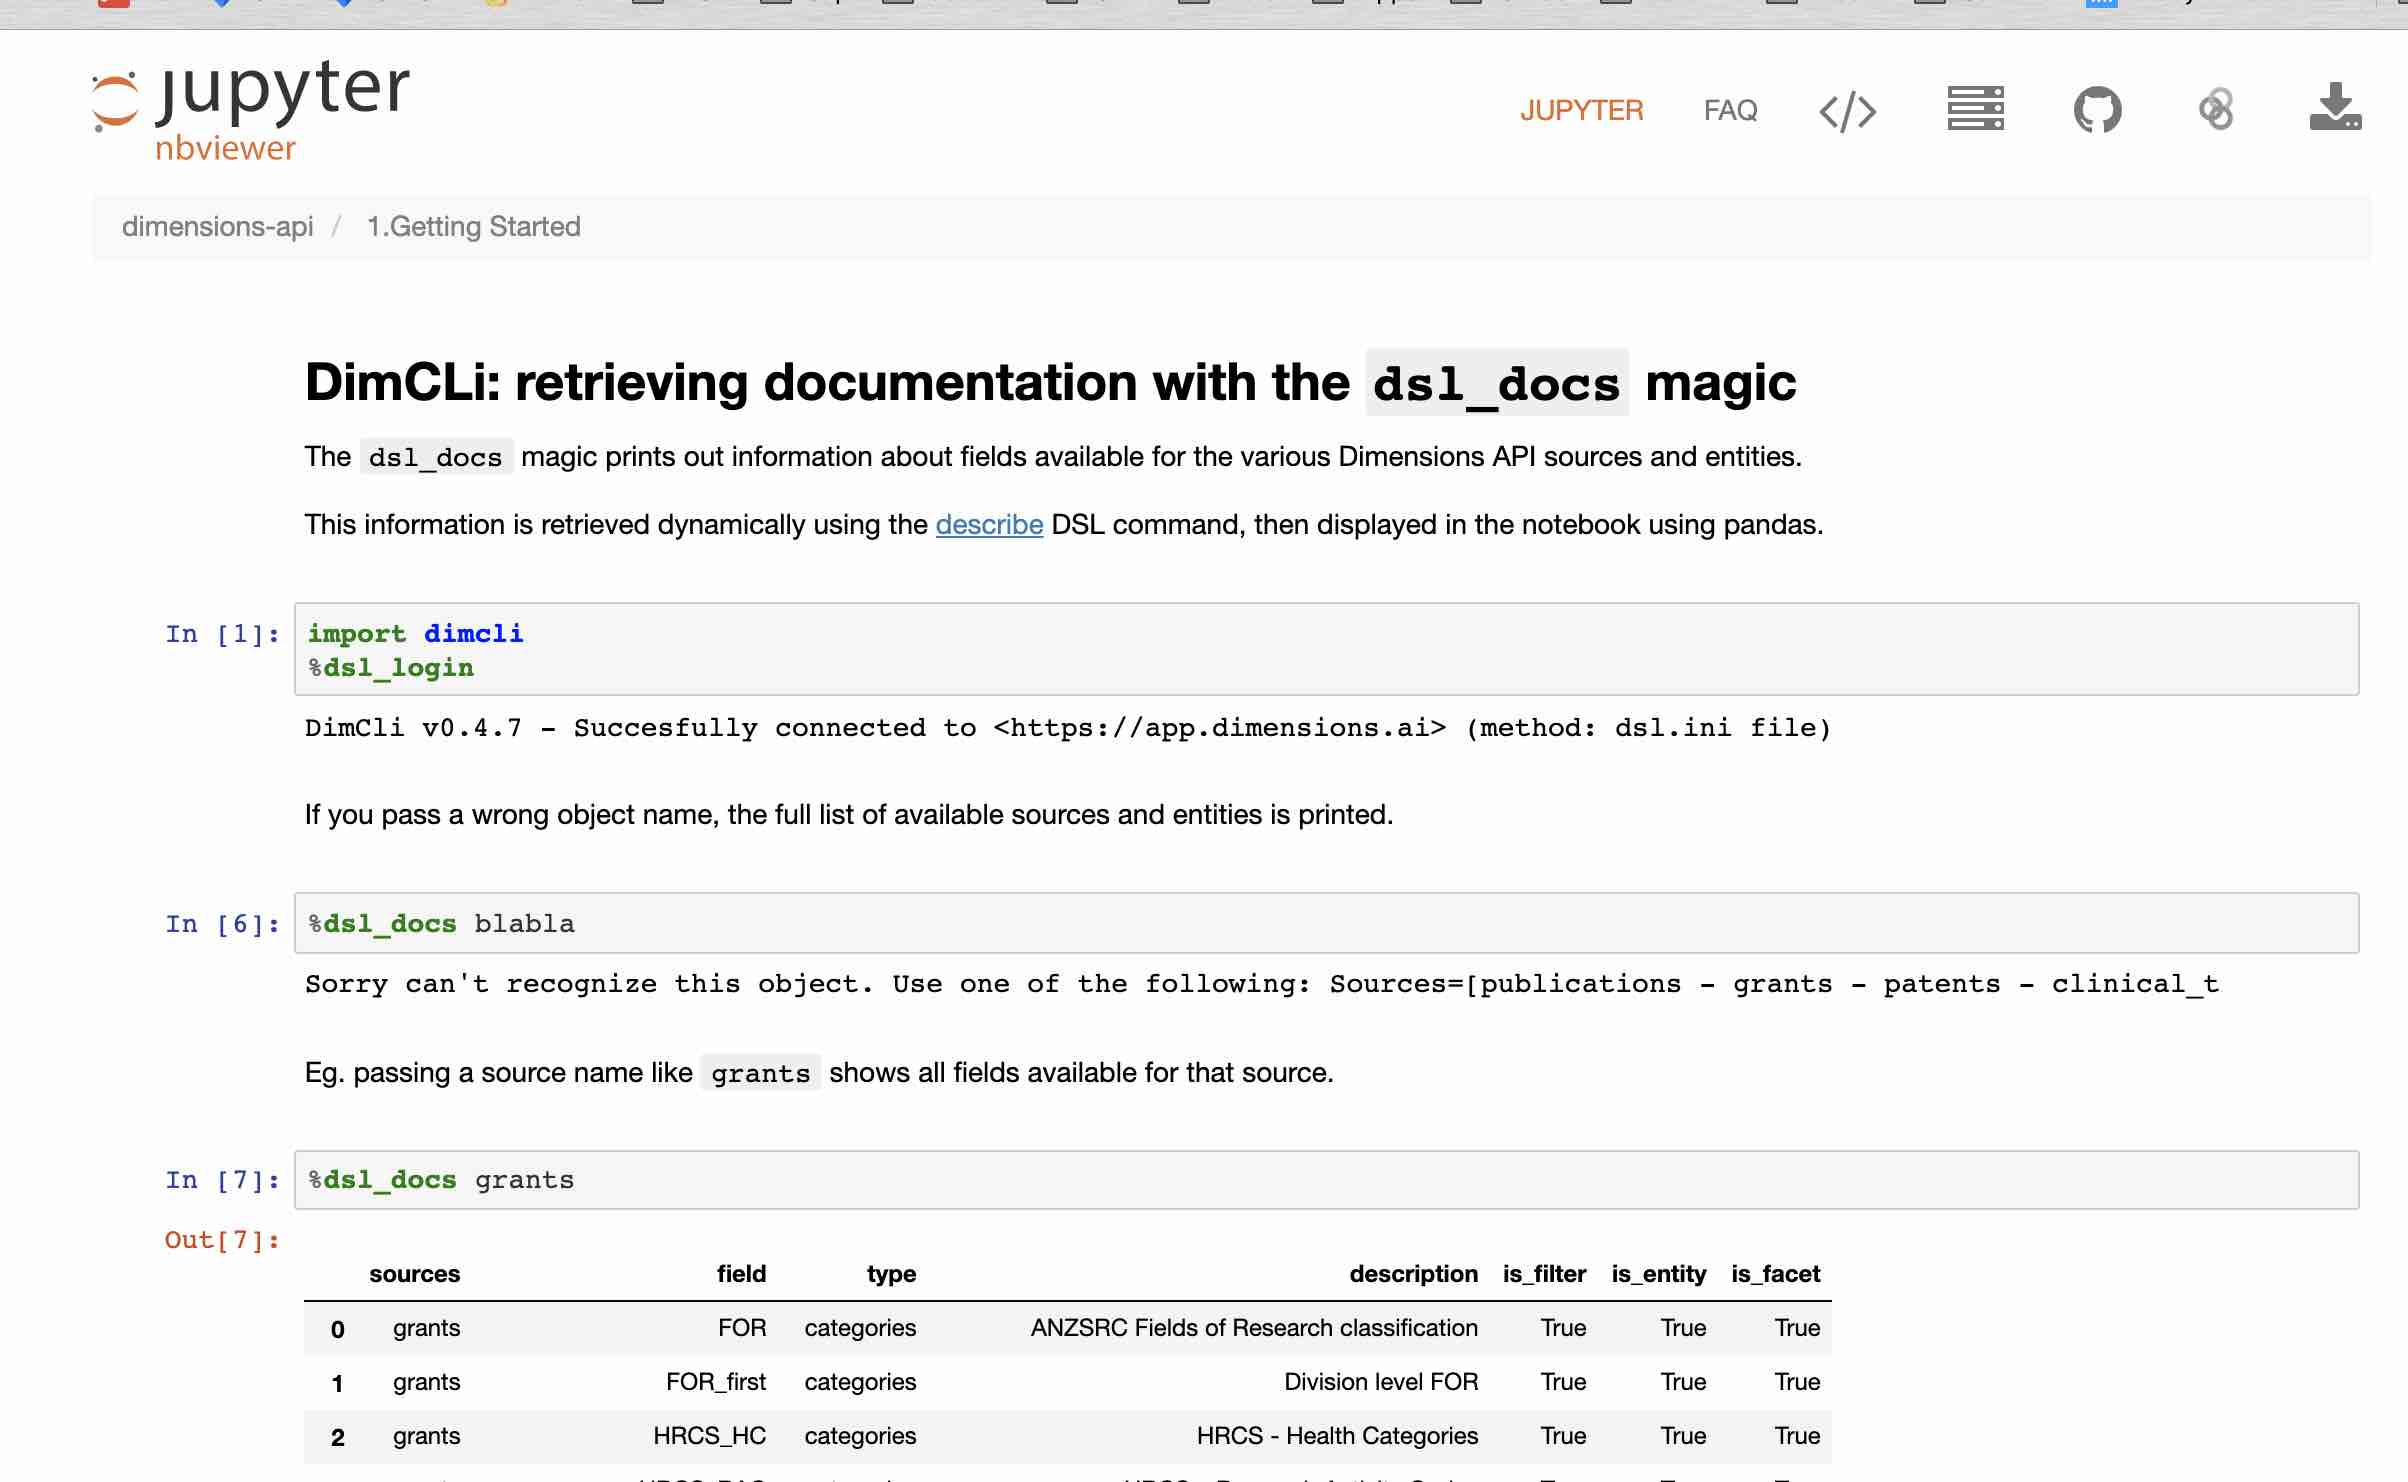 jupyter
nbviewer
JUPYTER FAQ </>
dimensions-api / 1.Getting Started
DimCLi: retrieving documentation with the dsl_docs magic
The dsl_docs magic prints out information about fields available for the various Dimensions API sources and entities.
This information is retrieved dynamically using the describe DSL command, then displayed in the notebook using pandas.
In [1]: import dimcli
%dsl_login
DimCli v0.4.7 - Succesfully connected to <https://app.dimensions.ai> (method: dsl.ini file)
If you pass a wrong object name, the full list of available sources and entities is printed.
In [6]: %dsl_docs blabla
Sorry can't recognize this object. Use one of the following: Sources=[publications - grants - patents - clinical_t
Eg. passing a source name like grants shows all fields available for that source.
In [7]: %dsl_docs grants
Out[7]:
sources field type description is_filter is_entity is_facet
0 grants FOR categories ANZSRC Fields of Research classification True True True
1 grants FOR_first categories Division level FOR True True True
2 grants HRCS_HC categories HRCS - Health Categories True True True